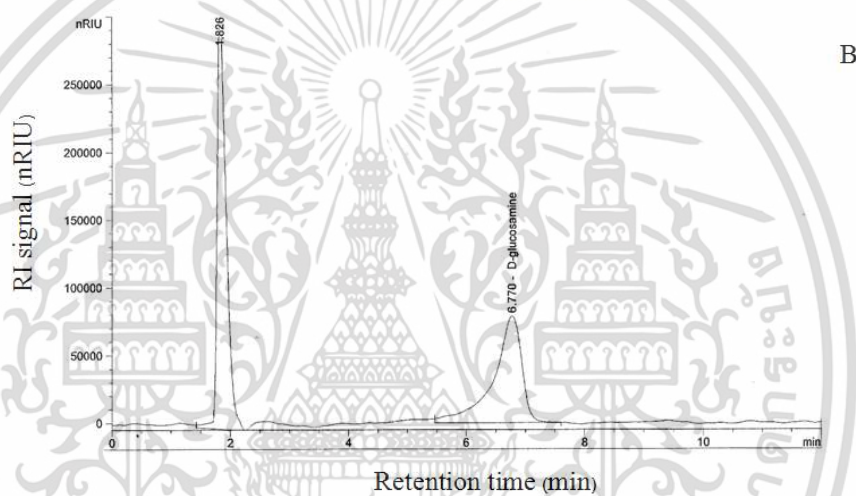 nRIU
B
1.826
250000
200000
150000
100000
50000
0
RI signal (nRIU)
6.770 - D-glucosamine
0 2 4 6 8 10 min
Retention time (min)